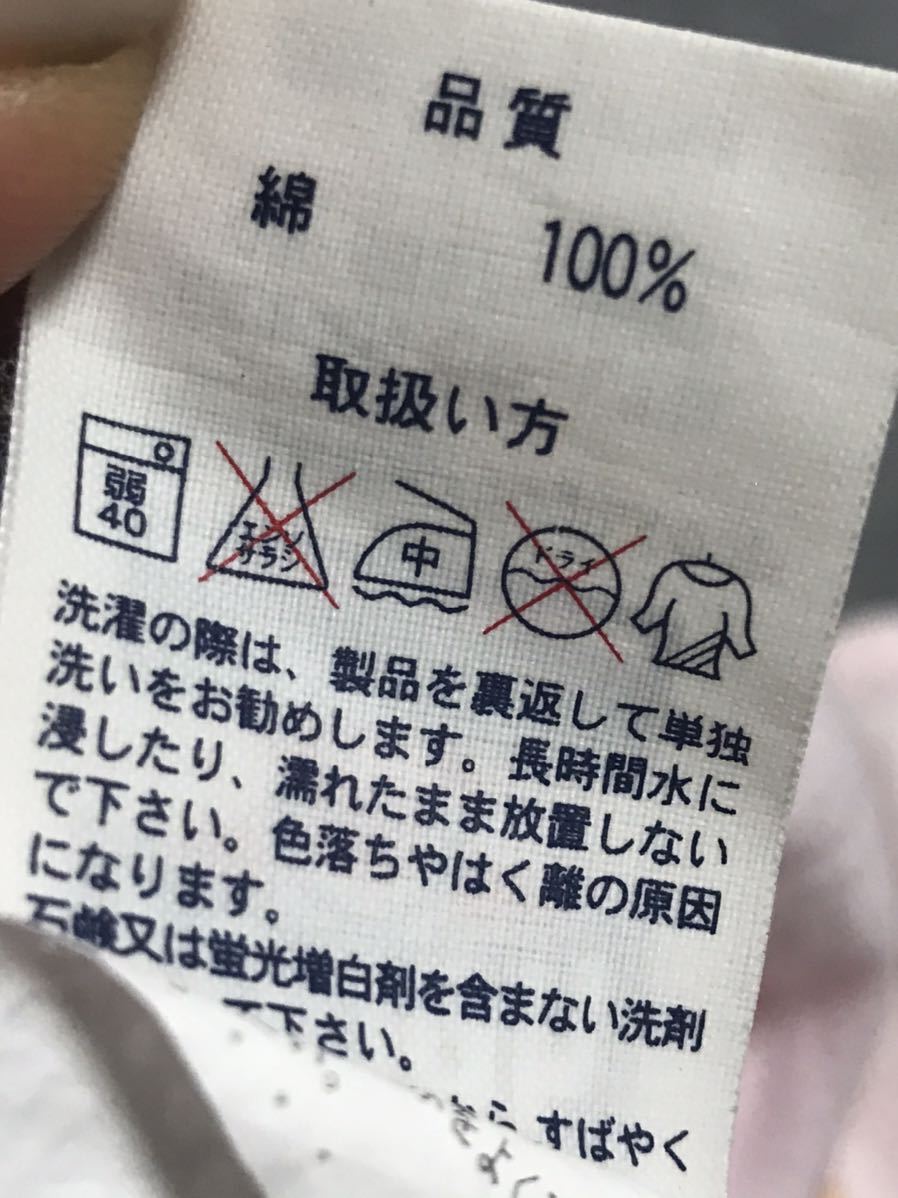 品質
綿 100%
取扱い方
弱
40
エンソ
サラシ
中
ドライ
洗濯の際は、製品を裏返して単独
洗いをお勧めします。長時間水に
浸したり、濡れたまま放置しない
で下さい。色落ちやはく離の原因
になります。
石鹸又は蛍光増白剤を含まない洗剤
下さい。
すばやく